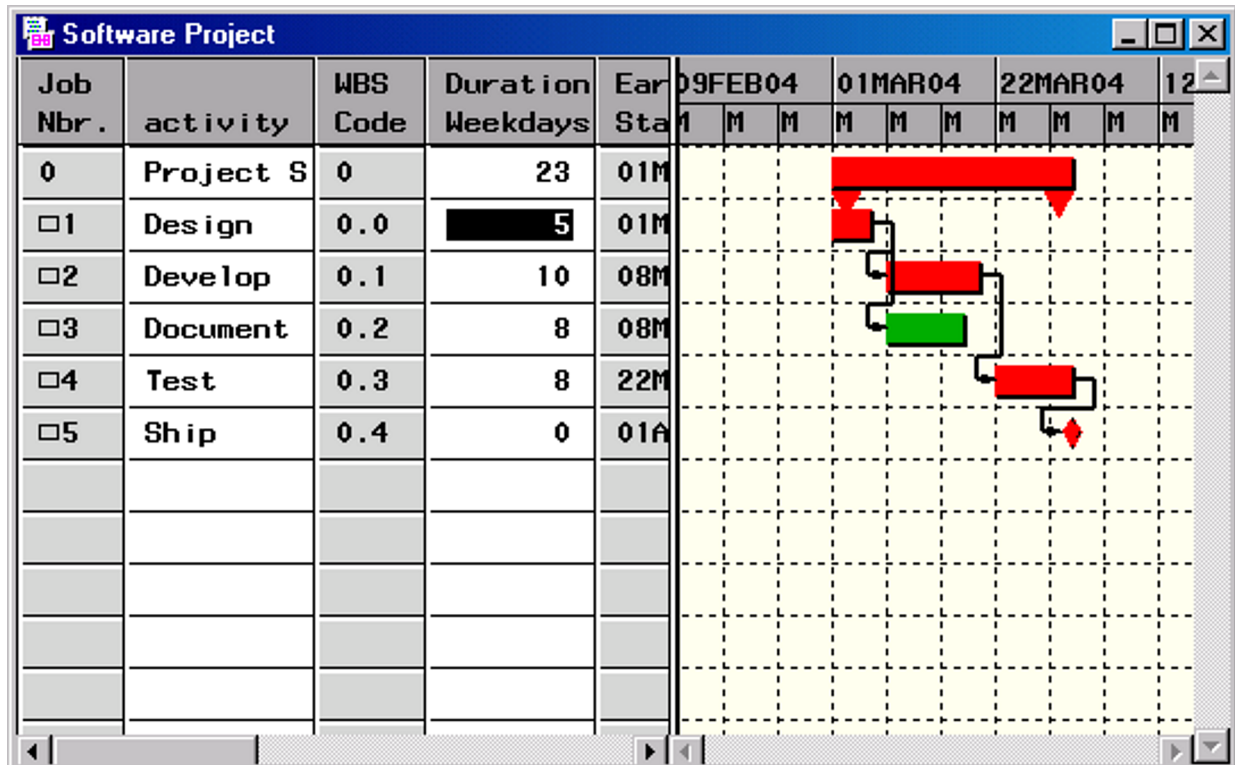 Software Project
Job Nbr. activity WBS Code Duration Weekdays Ear Sta 09FEB04 01MAR04 22MAR04 12
M M M M M M M M M M
0 Project S 0 23 01M
1 Design 0.0 5 01M
2 Develop 0.1 10 08M
3 Document 0.2 8 08M
4 Test 0.3 8 22M
5 Ship 0.4 0 01A